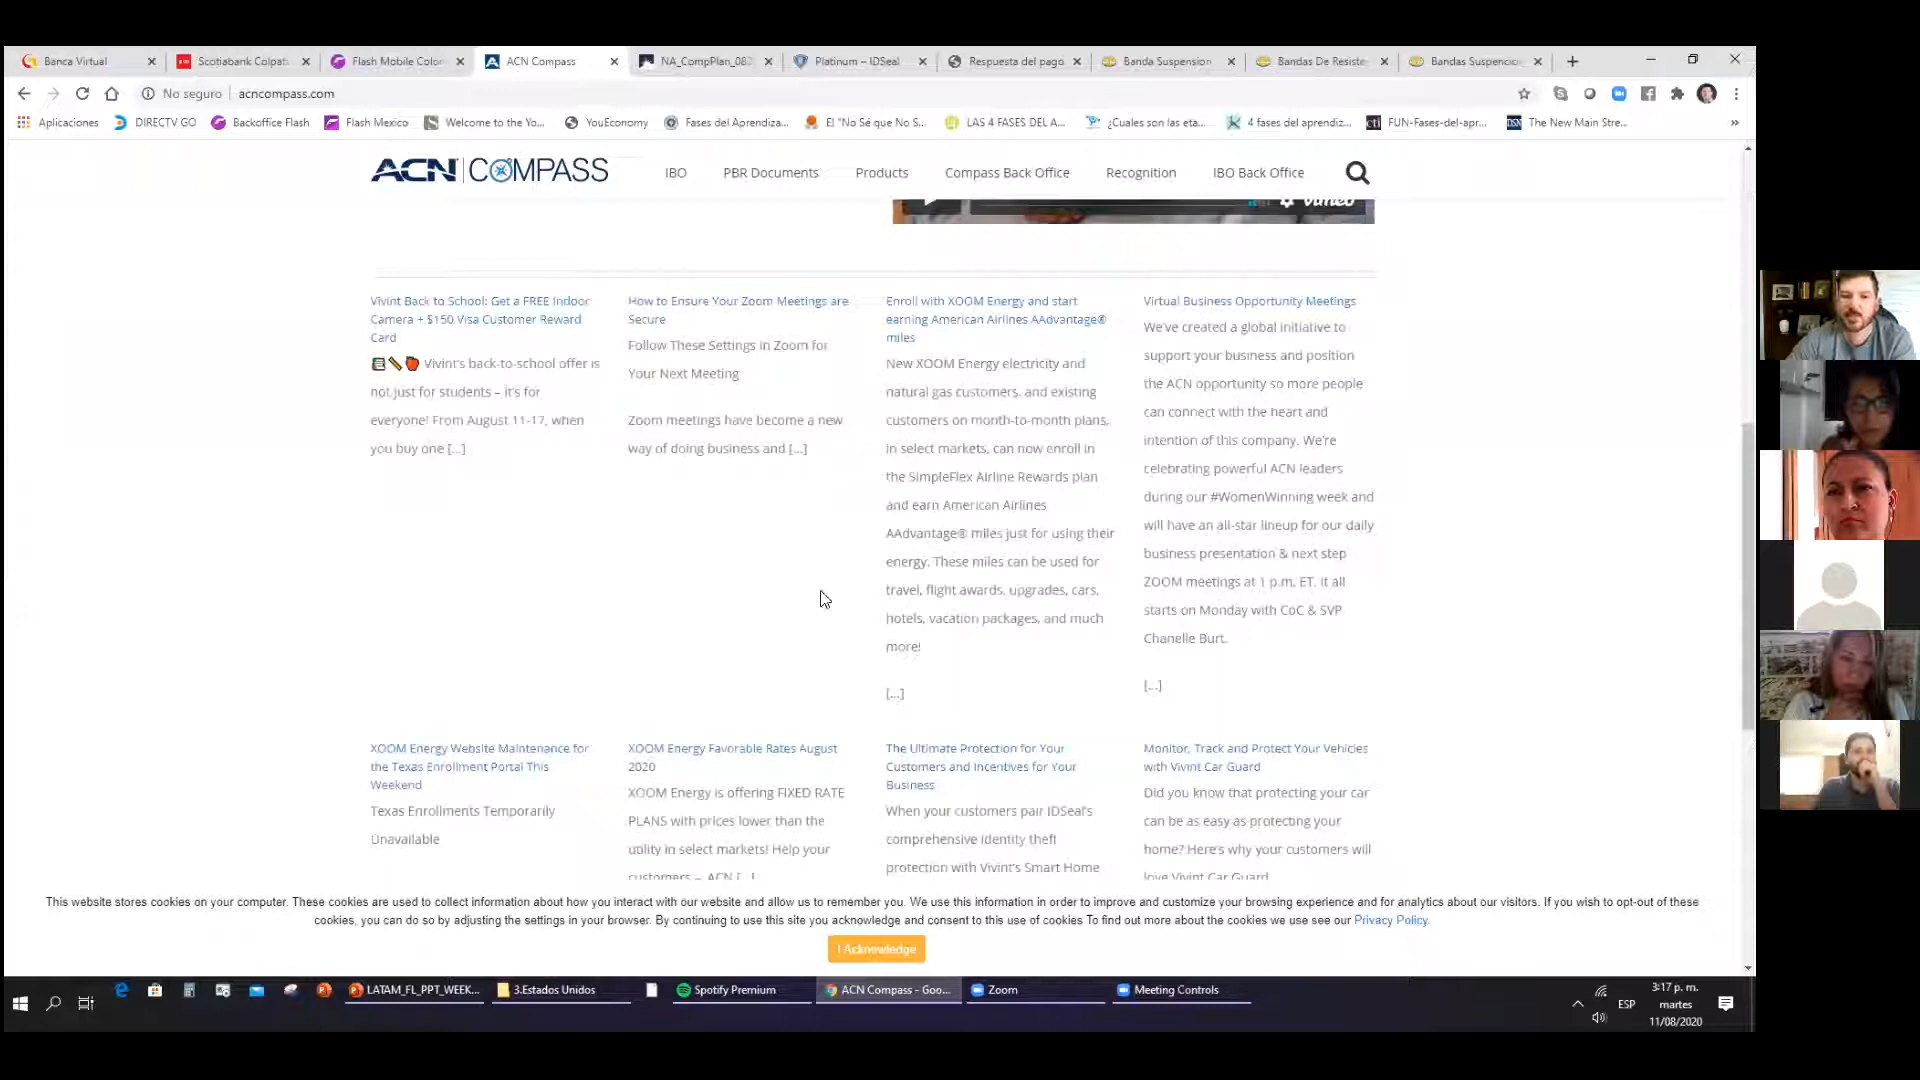 Banca Virtual
Scotiabank Colpat
Flash Mobile Colon
ACN Compass
NA_CompPlan_082
Platinum – IDSeal
Respuesta del pago
Banda Suspension
Bandas De Resiste
Bandas Suspencio
No seguro | acncompass.com
Aplicaciones
DIRECTV GO
Backoffice Flash
Flash Mexico
Welcome to the Yo...
YouEconomy
Fases del Aprendiza...
El "No Sé que No S...
LAS 4 FASES DEL A...
¿Cuales son las eta...
4 fases del aprendiz...
FUN-Fases-del-apr...
The New Main Stre...
ACN | COMPASS
IBO
PBR Documents
Products
Compass Back Office
Recognition
IBO Back Office
vimeo
Vivint Back to School: Get a FREE Indoor
Camera + $150 Visa Customer Reward
Card
Vivint's back-to-school offer is
not just for students – it's for
everyone! From August 11-17, when
you buy one [...]
How to Ensure Your Zoom Meetings are
Secure
Follow These Settings in Zoom for
Your Next Meeting
Zoom meetings have become a new
way of doing business and [...]
Enroll with XOOM Energy and start
earning American Airlines AAdvantage®
miles
New XOOM Energy electricity and
natural gas customers, and existing
customers on month-to-month plans,
in select markets, can now enroll in
the SimpleFlex Airline Rewards plan
and earn American Airlines
AAdvantage® miles just for using their
energy. These miles can be used for
travel, flight awards, upgrades, cars,
hotels, vacation packages, and much
more!
[...]
Virtual Business Opportunity Meetings
We've created a global initiative to
support your business and position
the ACN opportunity so more people
can connect with the heart and
intention of this company. We're
celebrating powerful ACN leaders
during our #WomenWinning week and
will have an all-star lineup for our daily
business presentation & next step
ZOOM meetings at 1 p.m. ET. It all
starts on Monday with CoC & SVP
Chanelle Burt.
[...]
XOOM Energy Website Maintenance for
the Texas Enrollment Portal This
Weekend
Texas Enrollments Temporarily
Unavailable
XOOM Energy Favorable Rates August
2020
XOOM Energy is offering FIXED RATE
PLANS with prices lower than the
utility in select markets! Help your
customers – ACN [...]
The Ultimate Protection for Your
Customers and Incentives for Your
Business
When your customers pair IDSeal's
comprehensive identity theft
protection with Vivint's Smart Home
Monitor, Track and Protect Your Vehicles
with Vivint Car Guard
Did you know that protecting your car
can be as easy as protecting your
home? Here's why your customers will
love Vivint Car Guard
This website stores cookies on your computer. These cookies are used to collect information about how you interact with our website and allow us to remember you. We use this information in order to improve and customize your browsing experience and for analytics about our visitors. If you wish to opt-out of these
cookies, you can do so by adjusting the settings in your browser. By continuing to use this site you acknowledge and consent to this use of cookies To find out more about the cookies we use see our Privacy Policy.
I Acknowledge
LATAM_FL_PPT_WEEK...
3.Estados Unidos
Spotify Premium
ACN Compass - Goo...
Zoom
Meeting Controls
ESP
3:17 p. m.
martes
11/08/2020